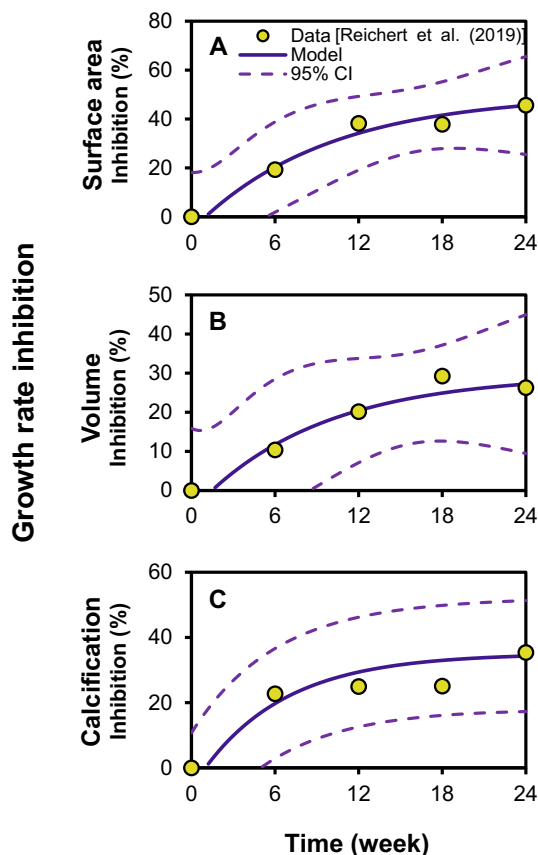 Growth rate inhibition
A
Data [Reichert et al. (2019)]
Model
95% CI
Surface area
Inhibition (%)
80
60
40
20
0
0 6 12 18 24
B
Volume
Inhibition (%)
50
40
30
20
10
0
0 6 12 18 24
C
Calcification
Inhibition (%)
60
40
20
0
0 6 12 18 24
Time (week)